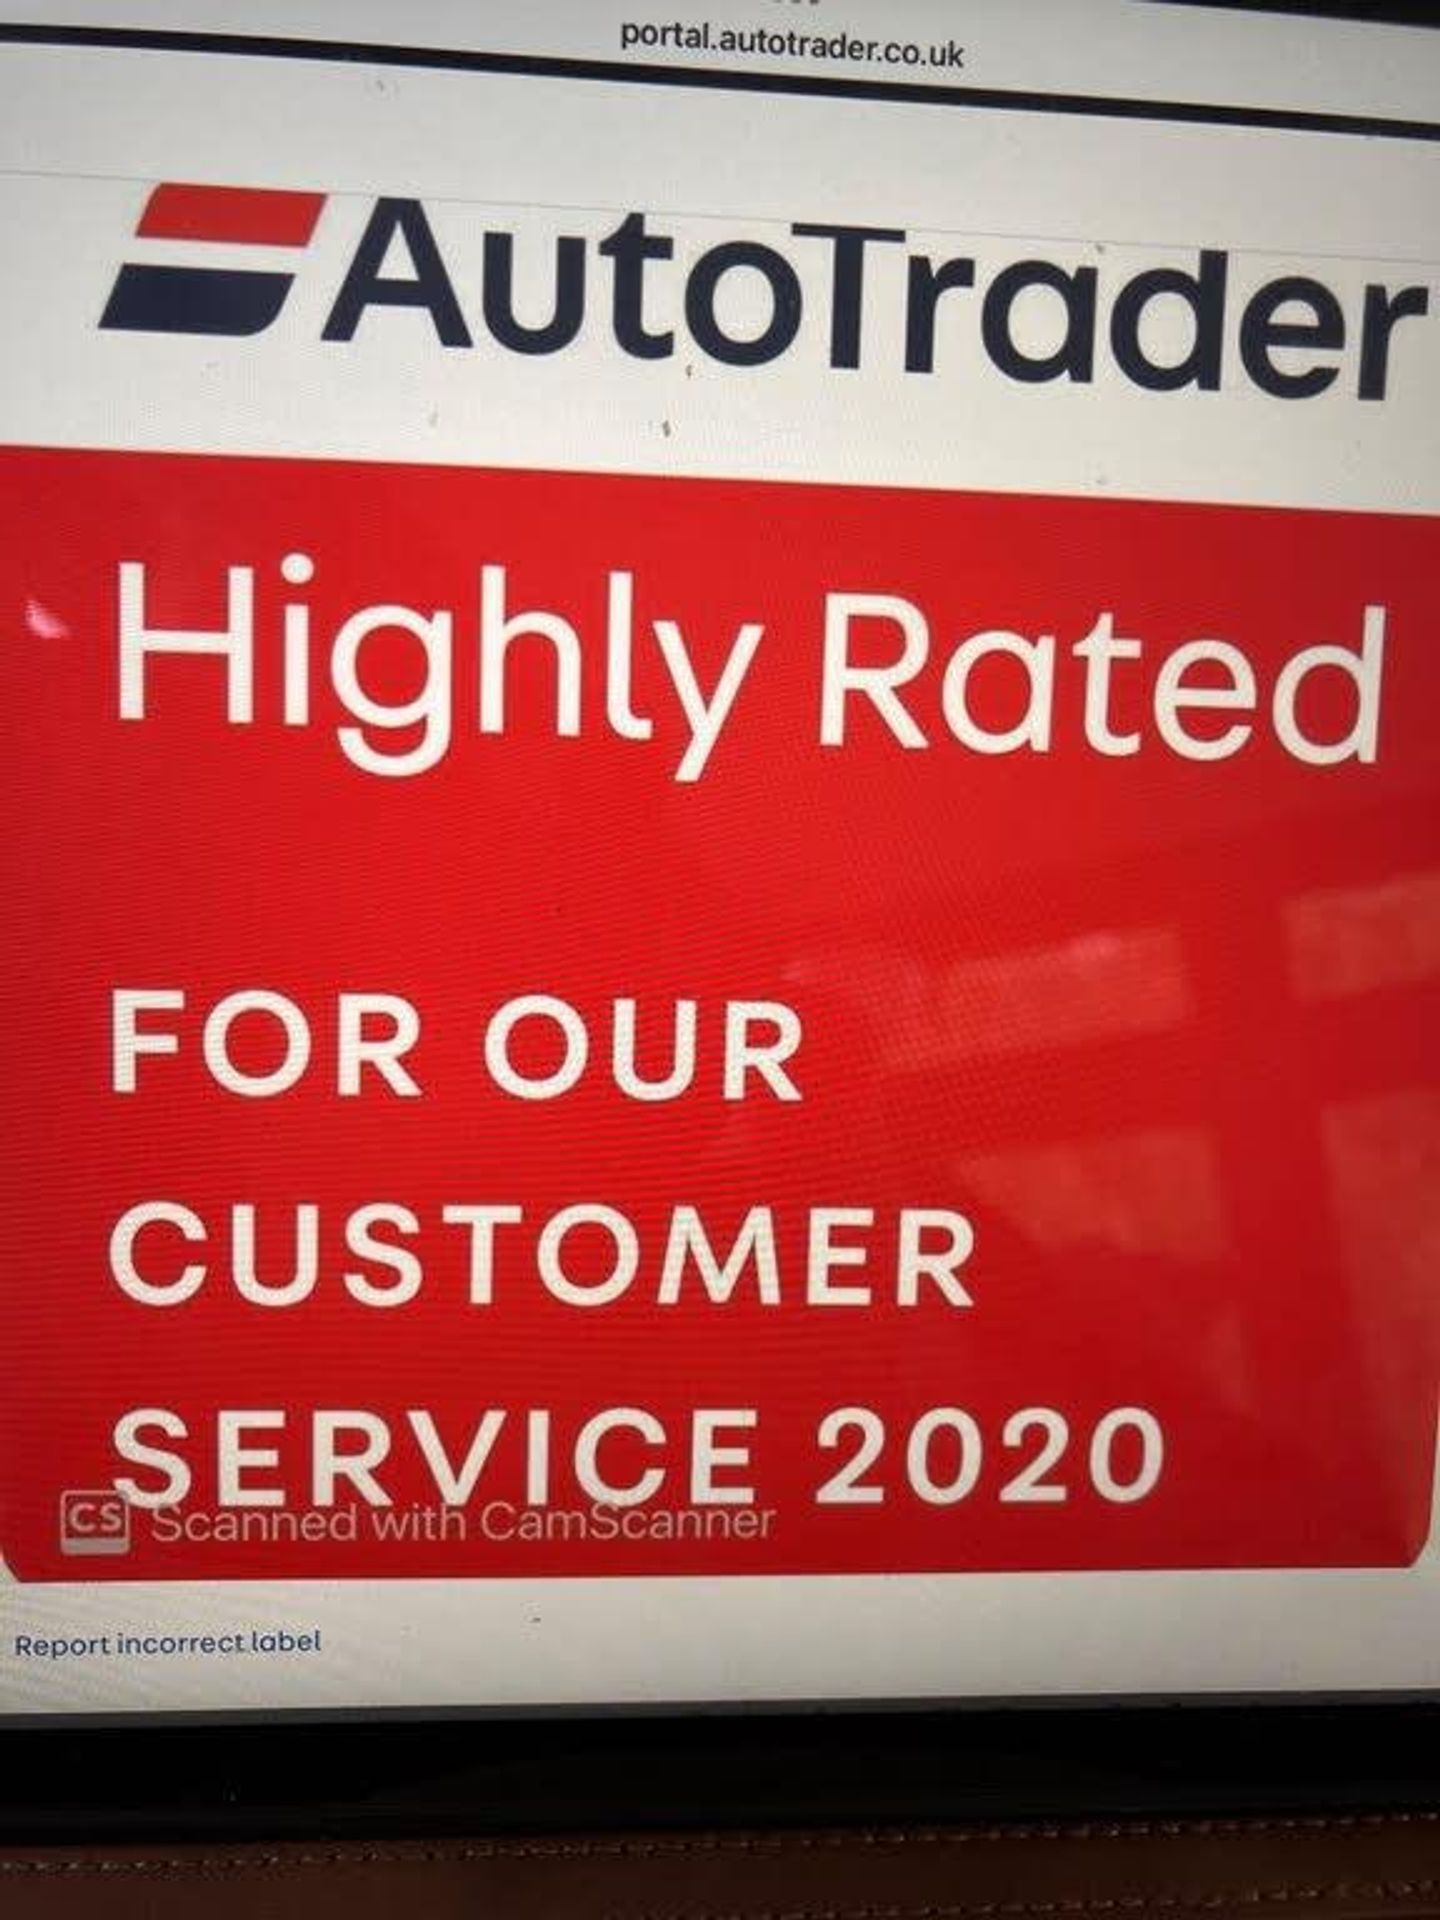 portal.autotrader.co.uk
AutoTrader
Highly Rated
FOR OUR
CUSTOMER
SERVICE 2020
CS Scanned with CamScanner
Report incorrect label